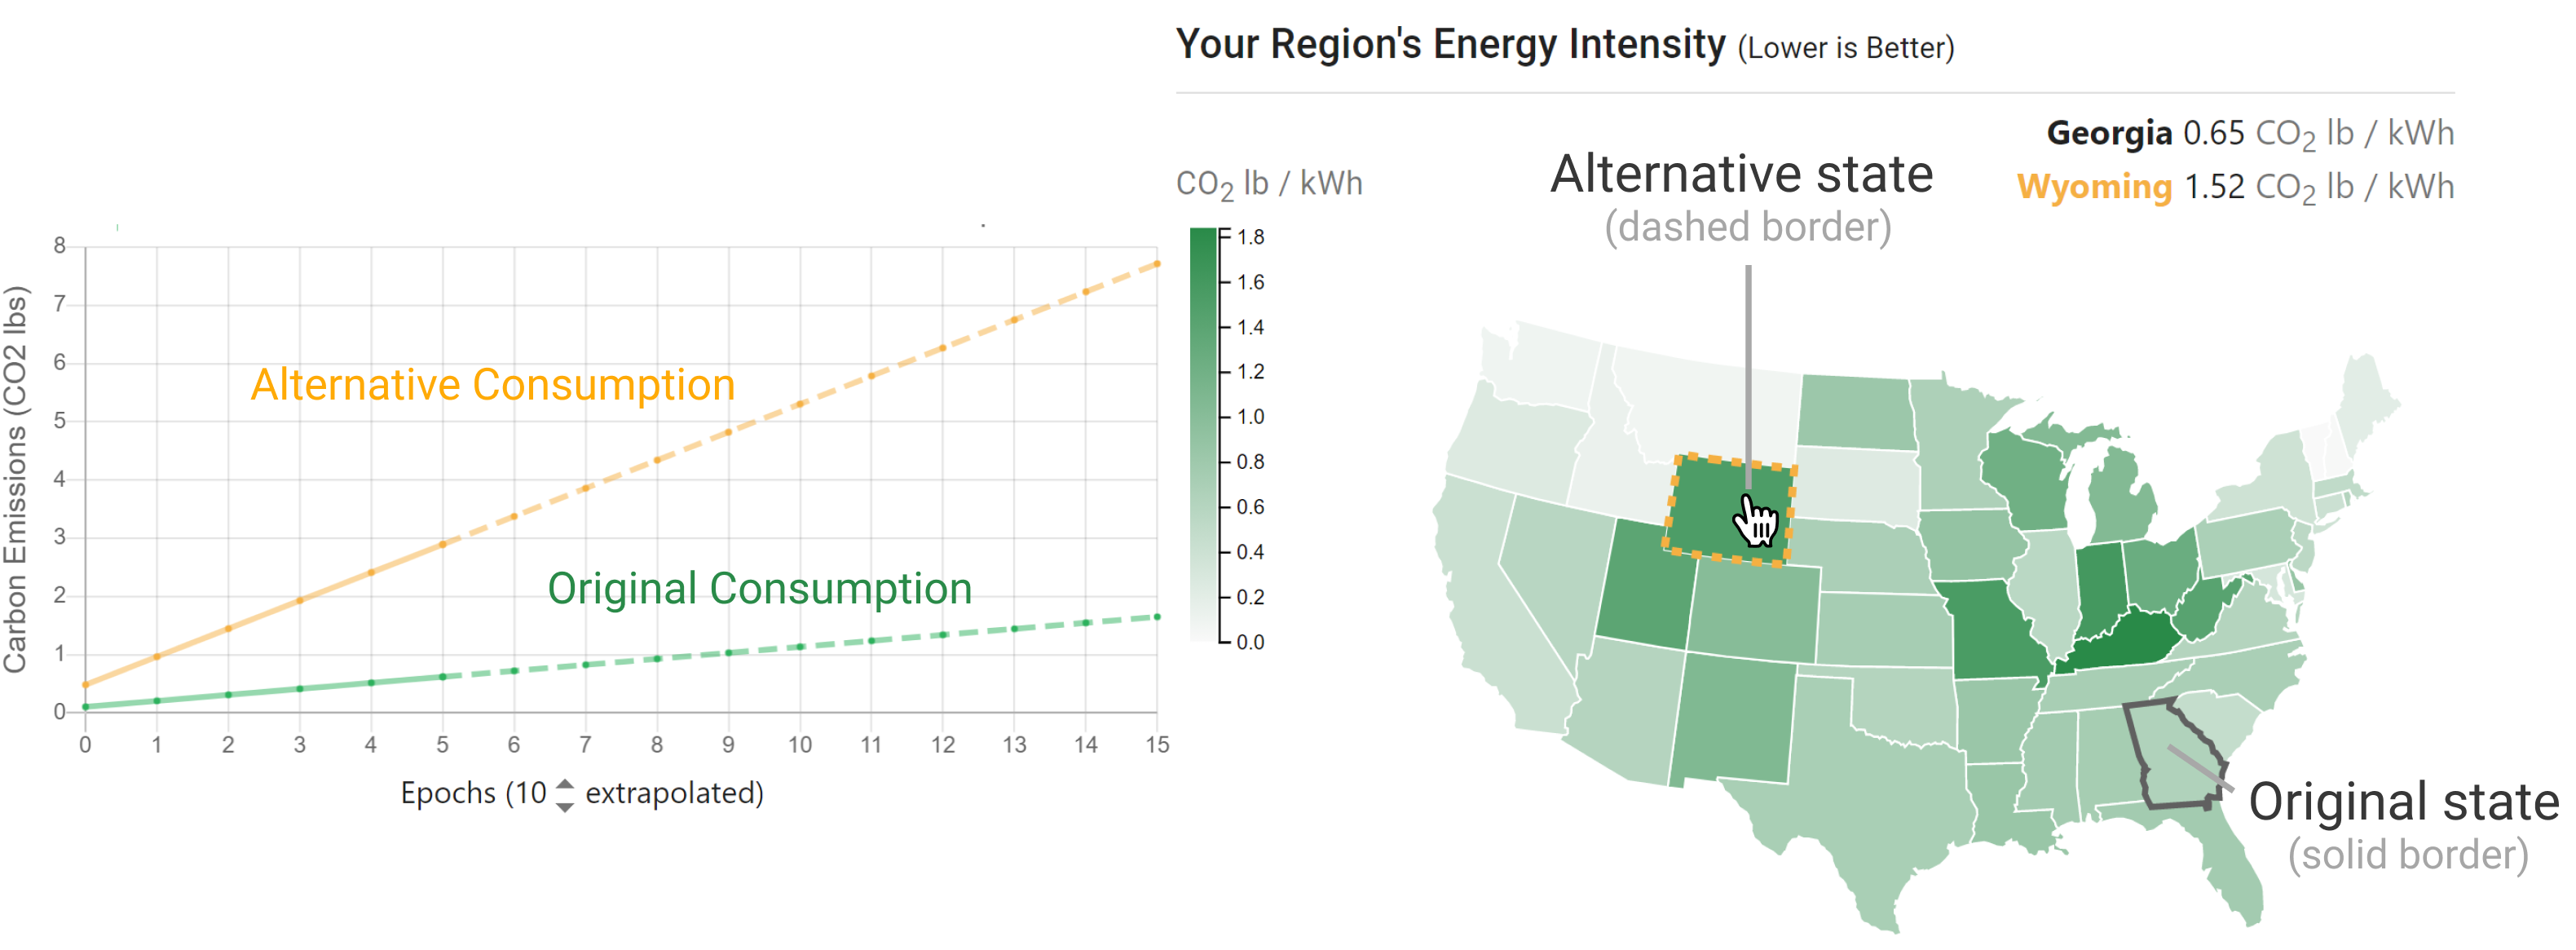 Your Region's Energy Intensity (Lower is Better)
Georgia 0.65 CO₂ lb / kWh
Wyoming 1.52 CO₂ lb / kWh
Alternative state
(dashed border)
CO₂ lb / kWh
1.8
1.6
1.4
1.2
1.0
0.8
0.6
0.4
0.2
0.0
Original state
(solid border)
Carbon Emissions (CO2 lbs)
8
7
6
5
4
3
2
1
0
Alternative Consumption
Original Consumption
0 1 2 3 4 5 6 7 8 9 10 11 12 13 14 15
Epochs (10 extrapolated)